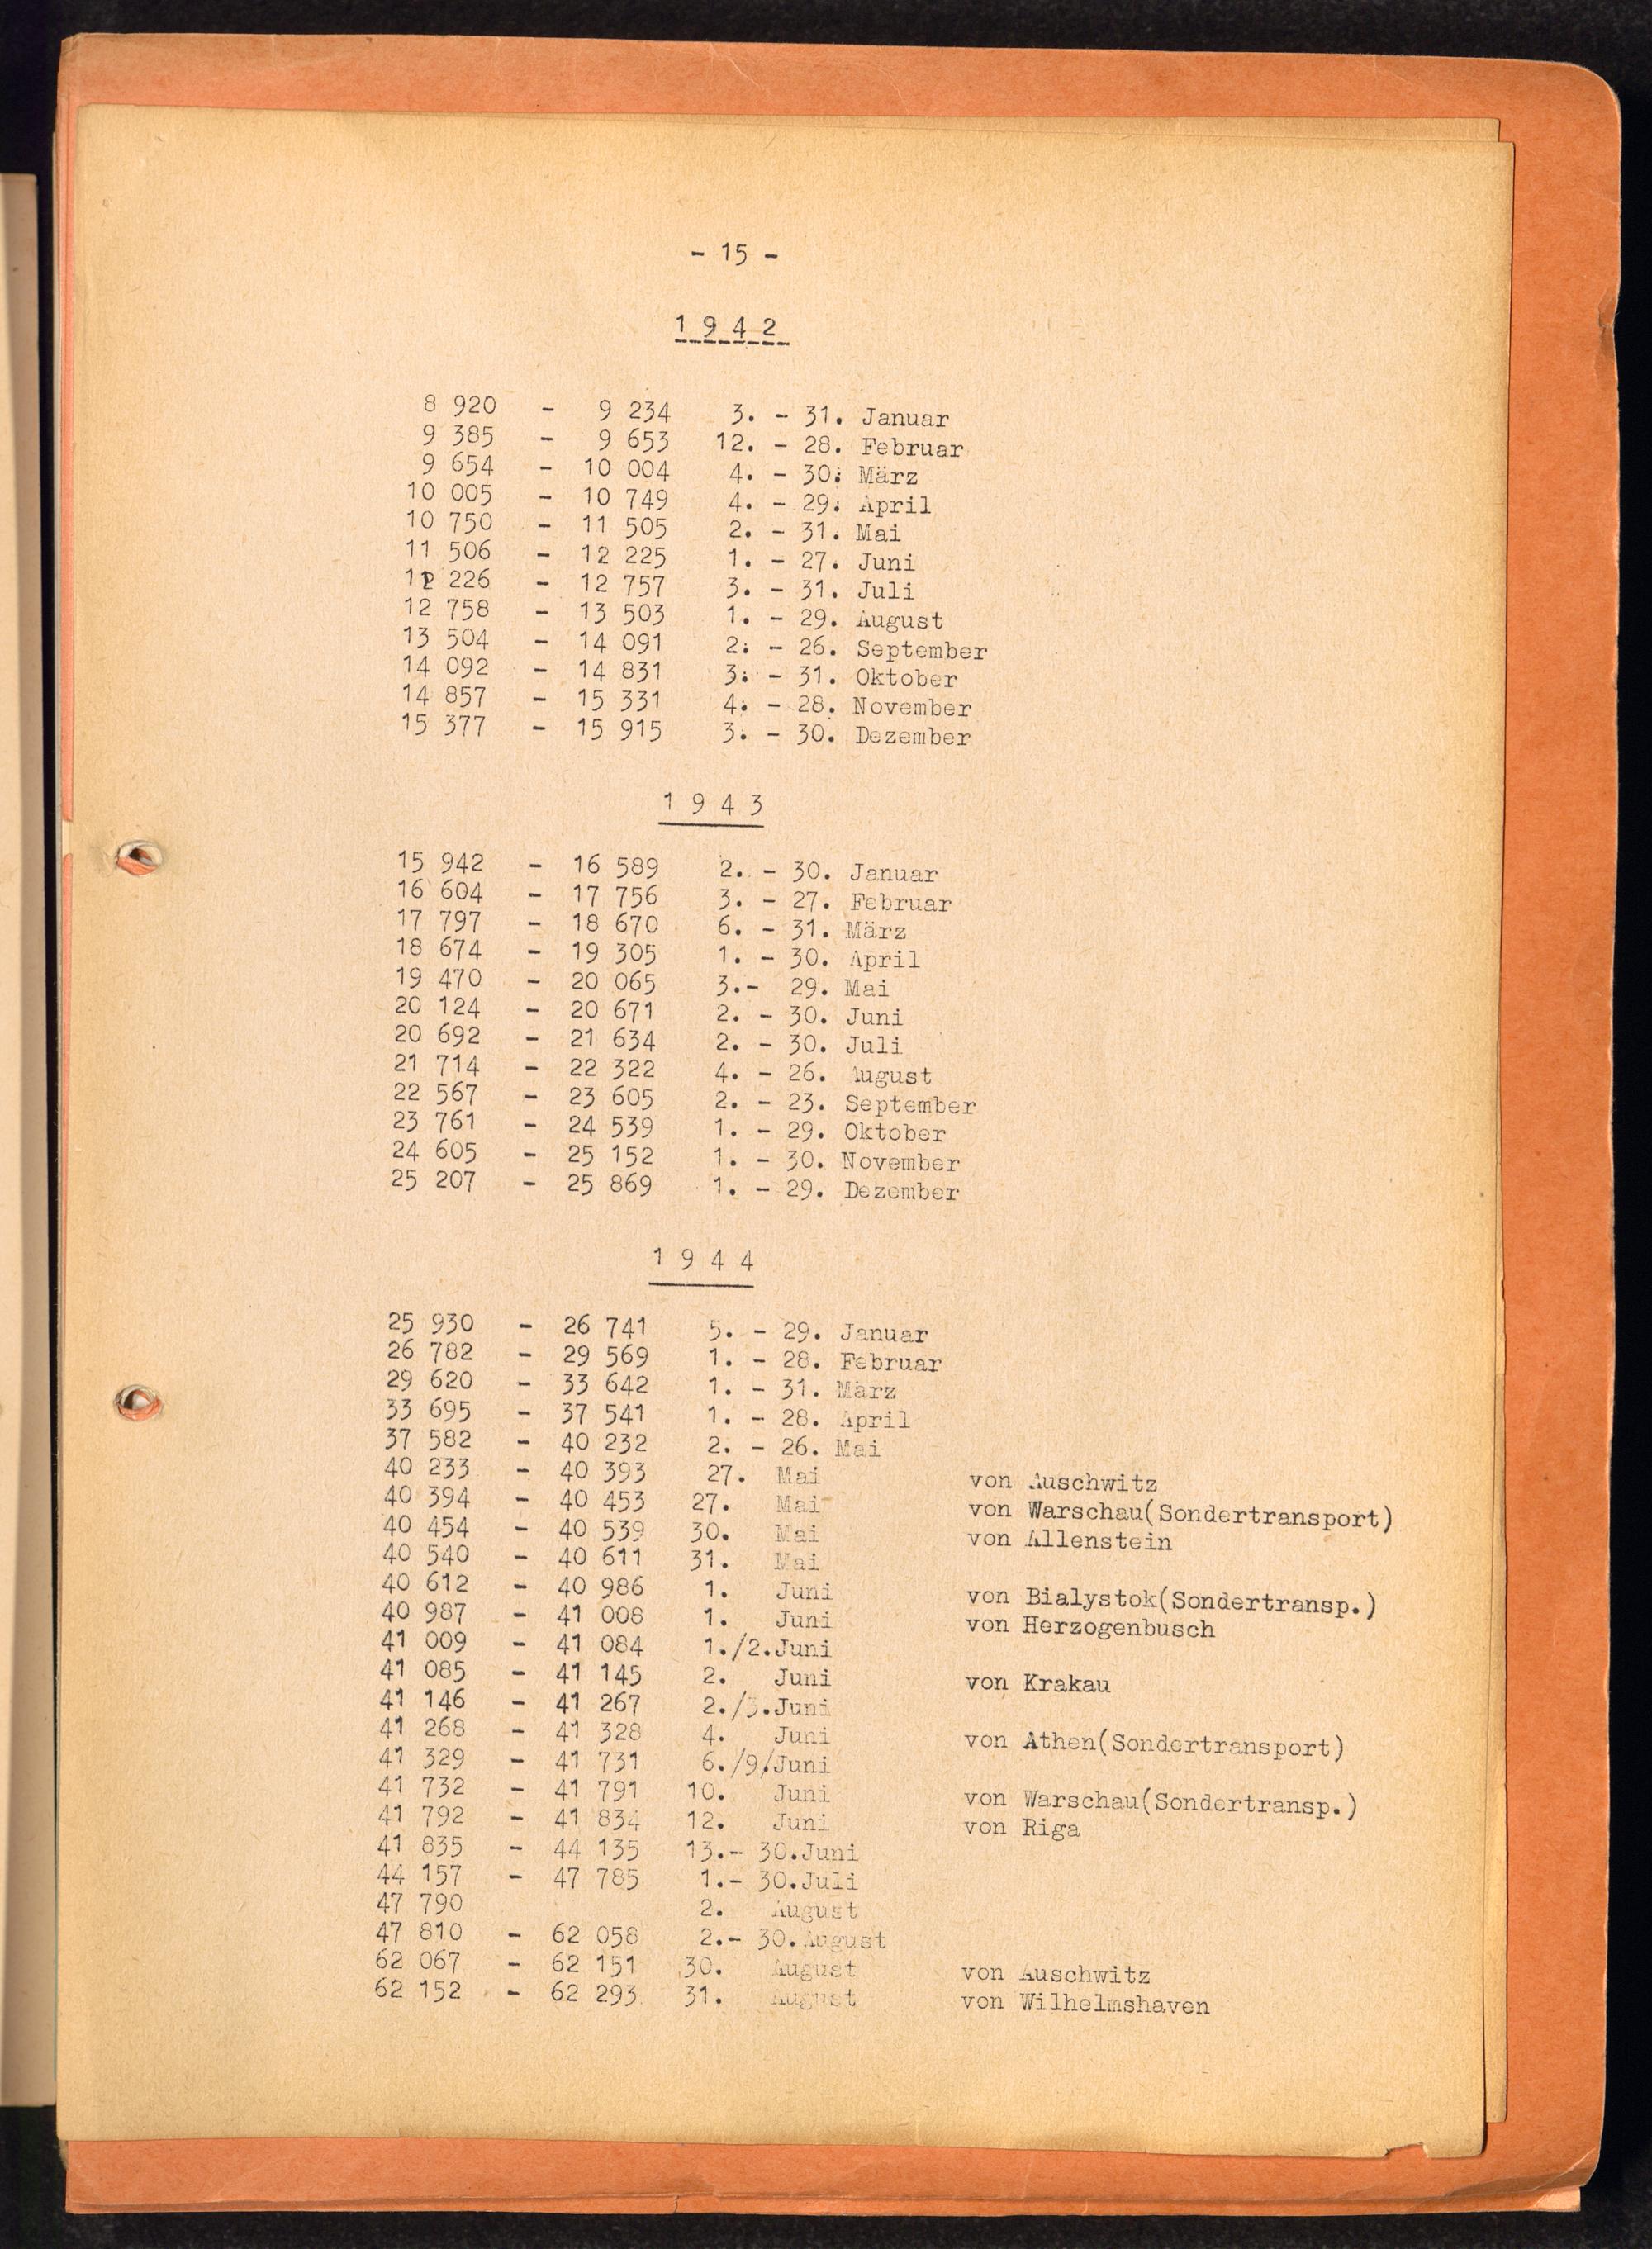 - 15 -
1 9 4 2
8 920 - 9 234 3. - 31. Januar
9 385 - 9 653 12. - 28. Februar
9 654 - 10 004 4. - 30. März
10 005 - 10 749 4. - 29. April
10 750 - 11 505 2. - 31. Mai
11 506 - 12 225 1. - 27. Juni
12 226 - 12 757 3. - 31. Juli
12 758 - 13 503 1. - 29. August
13 504 - 14 091 2. - 26. September
14 092 - 14 831 3. - 31. Oktober
14 857 - 15 331 4. - 28. November
15 377 - 15 915 3. - 30. Dezember
1 9 4 3
15 942 - 16 589 2. - 30. Januar
16 604 - 17 756 3. - 27. Februar
17 797 - 18 670 6. - 31. März
18 674 - 19 305 1. - 30. April
19 470 - 20 065 3.- 29. Mai
20 124 - 20 671 2. - 30. Juni
20 692 - 21 634 2. - 30. Juli
21 714 - 22 322 4. - 26. August
22 567 - 23 605 2. - 23. September
23 761 - 24 539 1. - 29. Oktober
24 605 - 25 152 1. - 30. November
25 207 - 25 869 1. - 29. Dezember
1 9 4 4
25 930 - 26 741 5. - 29. Januar
26 782 - 29 569 1. - 28. Februar
29 620 - 33 642 1. - 31. März
33 695 - 37 541 1. - 28. April
37 582 - 40 232 2. - 26. Mai
40 233 - 40 393 27. Mai von Auschwitz
40 394 - 40 453 27. Mai von Warschau(Sondertransport)
40 454 - 40 539 30. Mai von Allenstein
40 540 - 40 611 31. Mai
40 612 - 40 986 1. Juni von Bialystok(Sondertransp.)
40 987 - 41 008 1. Juni von Herzogenbusch
41 009 - 41 084 1./2.Juni
41 085 - 41 145 2. Juni von Krakau
41 146 - 41 267 2./3.Juni
41 268 - 41 328 4. Juni von Athen(Sondertransport)
41 329 - 41 731 6./9/Juni
41 732 - 41 791 10. Juni von Warschau(Sondertransp.)
41 792 - 41 834 12. Juni von Riga
41 835 - 44 135 13.- 30.Juni
44 157 - 47 785 1.- 30.Juli
47 790 2. August
47 810 - 62 058 2.- 30.August
62 067 - 62 151 30. August von Auschwitz
62 152 - 62 293 31. August von Wilhelmshaven